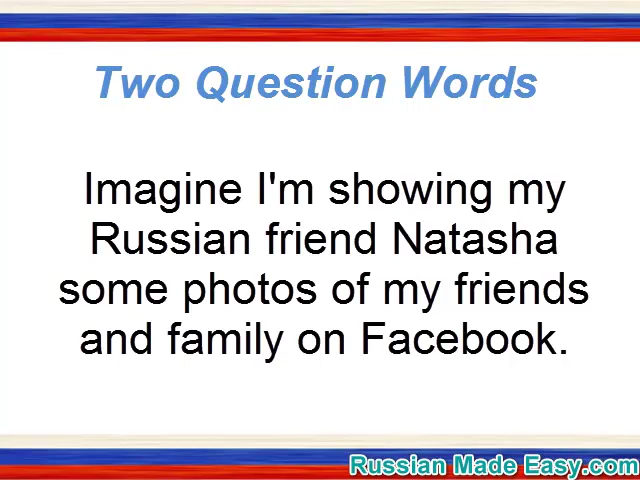 Two Question Words
Imagine I'm showing my
Russian friend Natasha
some photos of my friends
and family on Facebook.
Russian Made Easy.com